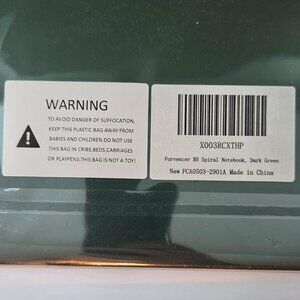 WARNING
TO AVOID DANGER OF SUFFOCATION,
KEEP THIS PLASTIC BAG AWAY FROM
BABIES AND CHILDREN DO NOT USE
THIS BAG IN CRIBS,BEDS,CARRIAGES
OR PLAYPENS THIS BAG IS NOT A TOY!
X003RCXTHP
Forvencer B5 Spiral Notebook, Dark Green
New FCA0503-2901A Made in China